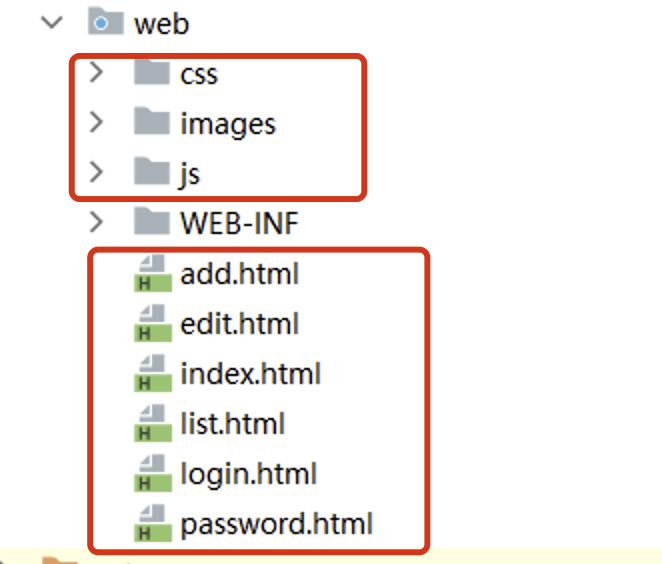 web
css
images
js
WEB-INF
H add.html
H edit.html
H index.html
H list.html
H login.html
H password.html